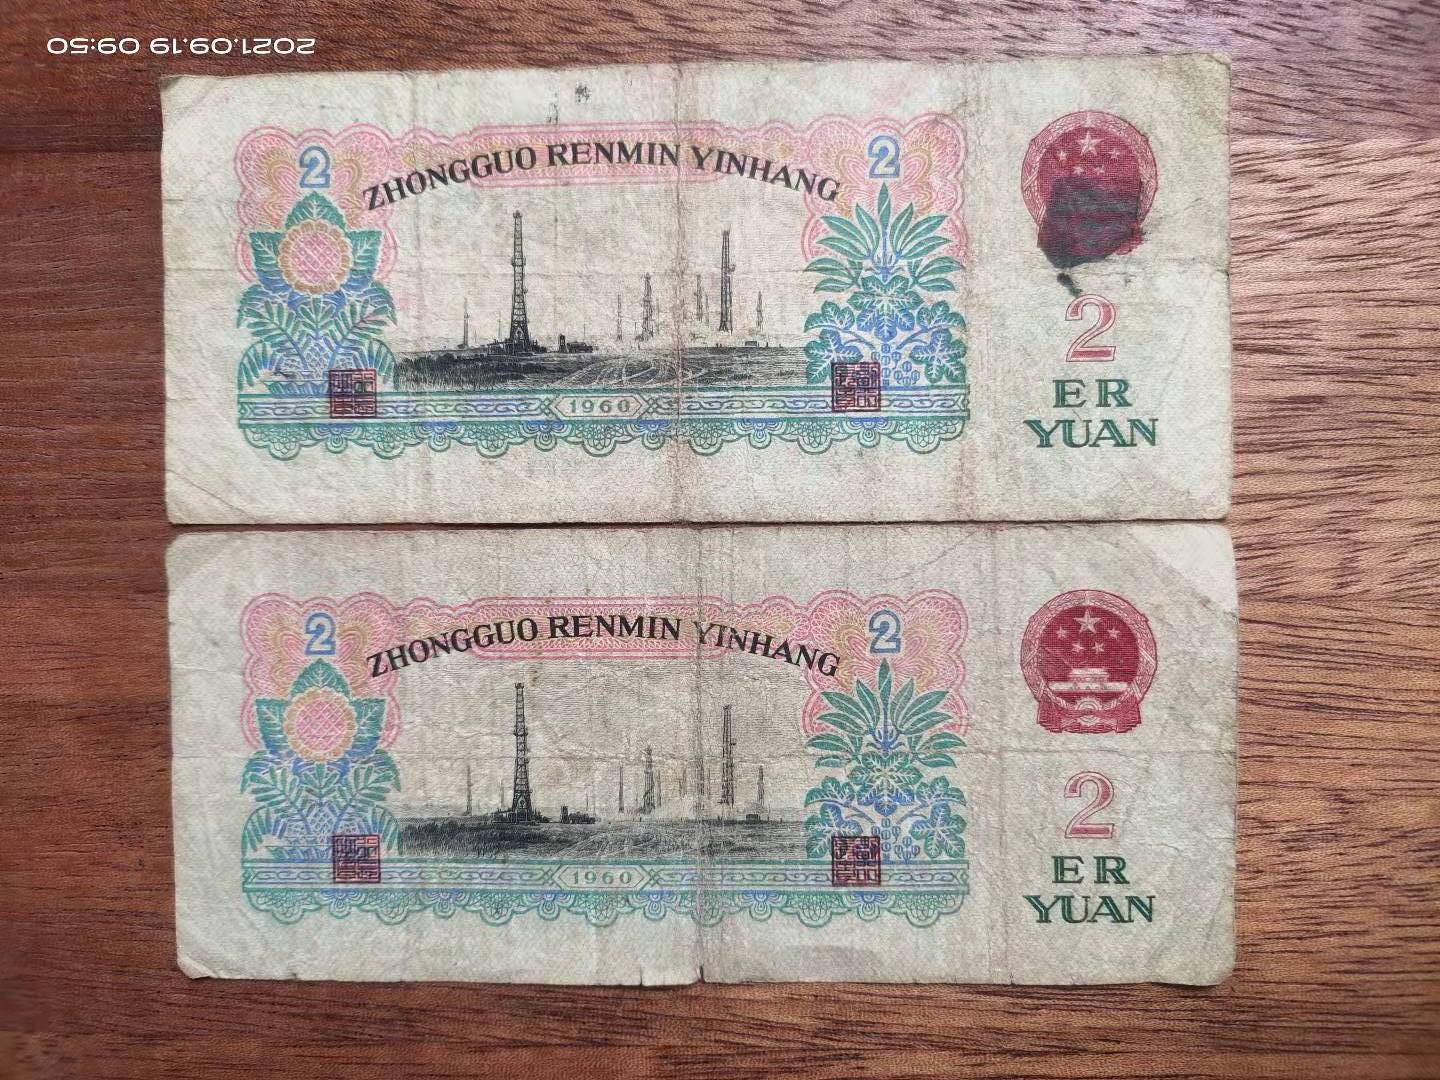 2021.09.19 09:50
2 ZHONGGUO RENMIN YINHANG 2
1960
2
ER
YUAN
2 ZHONGGUO RENMIN YINHANG 2
1960
2
ER
YUAN